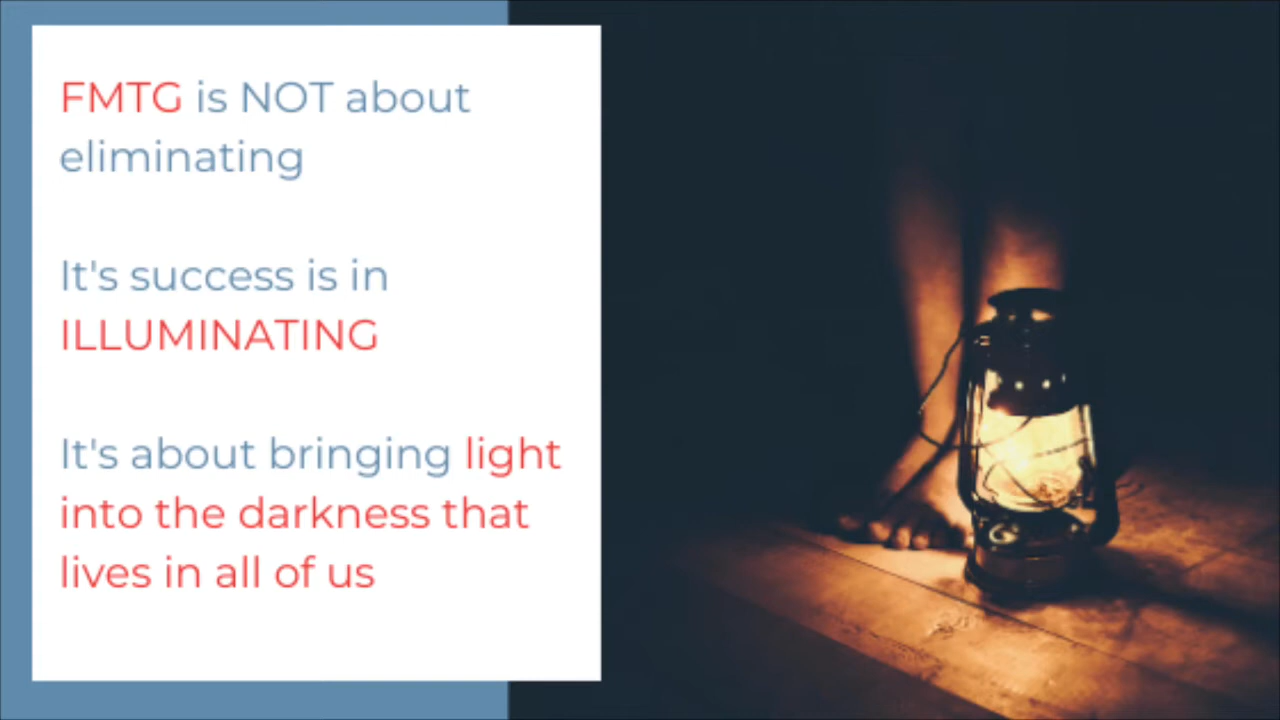 FMTG is NOT about
eliminating
It's success is in
ILLUMINATING
It's about bringing light
into the darkness that
lives in all of us